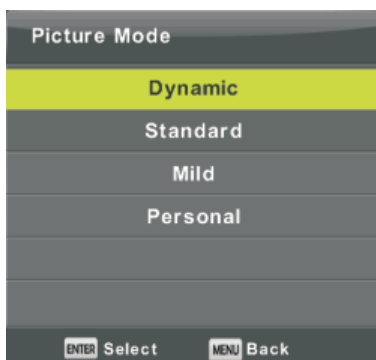 Picture Mode
Dynamic
Standard
Mild
Personal
ENTER Select MENU Back